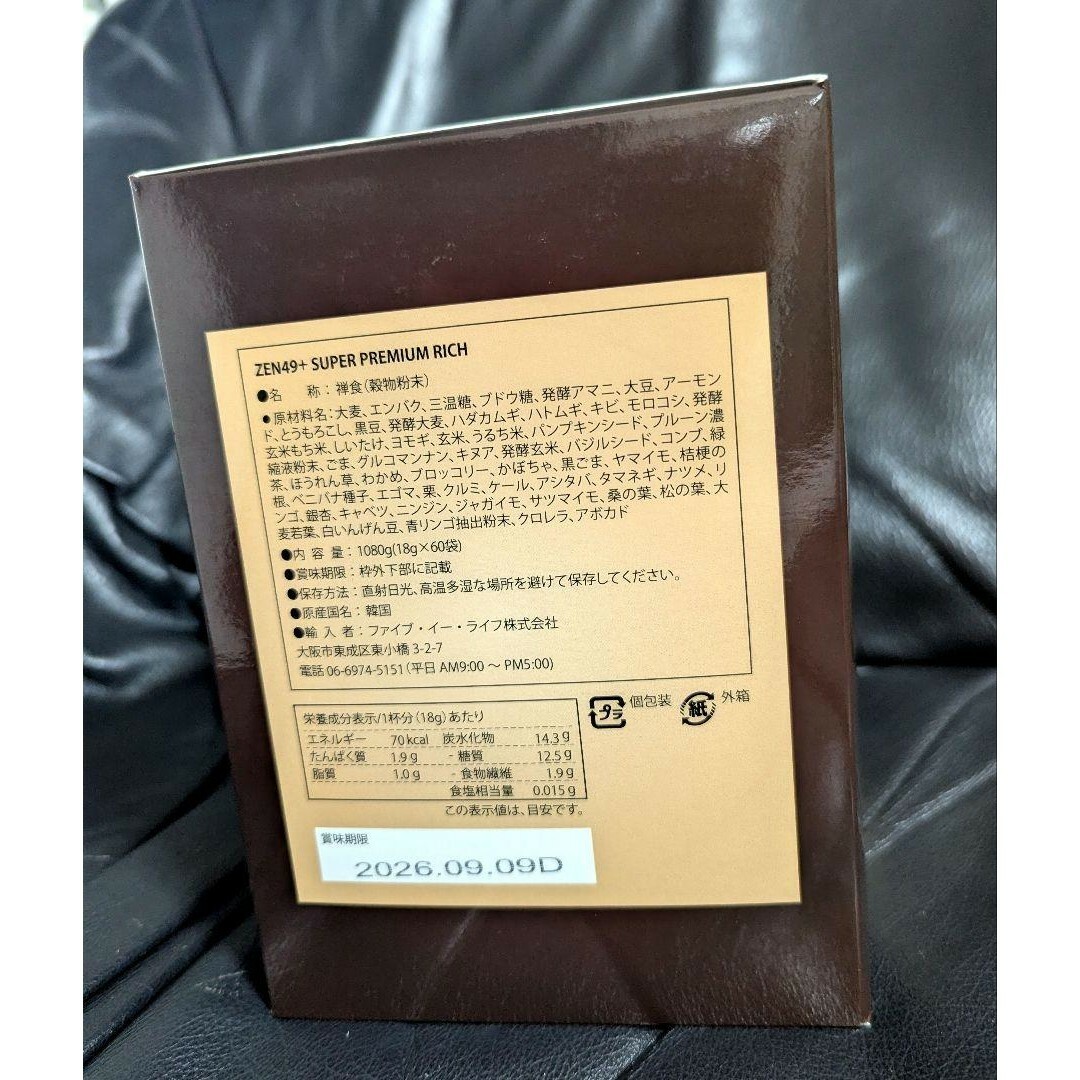 ZEN49+ SUPER PREMIUM RICH
●名　　称：禅食（穀物粉末）
●原材料名：大麦、エンバク、三温糖、ブドウ糖、発酵アマニ、大豆、アーモン
ド、とうもろこし、黒豆、発酵大麦、ハダカムギ、ハトムギ、キビ、モロコシ、発酵
玄米もち米、しいたけ、ヨモギ、玄米、うるち米、パンプキンシード、プルーン濃
縮液粉末、ごま、グルコマンナン、キヌア、発酵玄米、バジルシード、コンブ、緑
茶、ほうれん草、わかめ、ブロッコリー、かぼちゃ、黒ごま、ヤマイモ、桔梗の
根、ベニバナ種子、エゴマ、栗、クルミ、ケール、アシタバ、タマネギ、ナツメ、リ
ンゴ、銀杏、キャベツ、ニンジン、ジャガイモ、サツマイモ、桑の葉、松の葉、大
麦若葉、白いんげん豆、青リンゴ抽出粉末、クロレラ、アボカド
●内 容 量：1080g(18g×60袋)
●賞味期限：枠外下部に記載
●保存方法：直射日光、高温多湿な場所を避けて保存してください。
●原産国名：韓国
●輸 入 者：ファイブ・イー・ライフ株式会社
大阪市東成区東小橋 3-2-7
電話 06-6974-5151（平日 AM9:00 ～ PM5:00)
プラ 個包装 紙 外箱
栄養成分表示/1杯分（18g）あたり
エネルギー 70kcal 炭水化物 14.3g
たんぱく質 1.9g - 糖質 12.5g
脂質 1.0g - 食物繊維 1.9g
食塩相当量 0.015g
この表示値は、目安です。
賞味期限
2026.09.09D